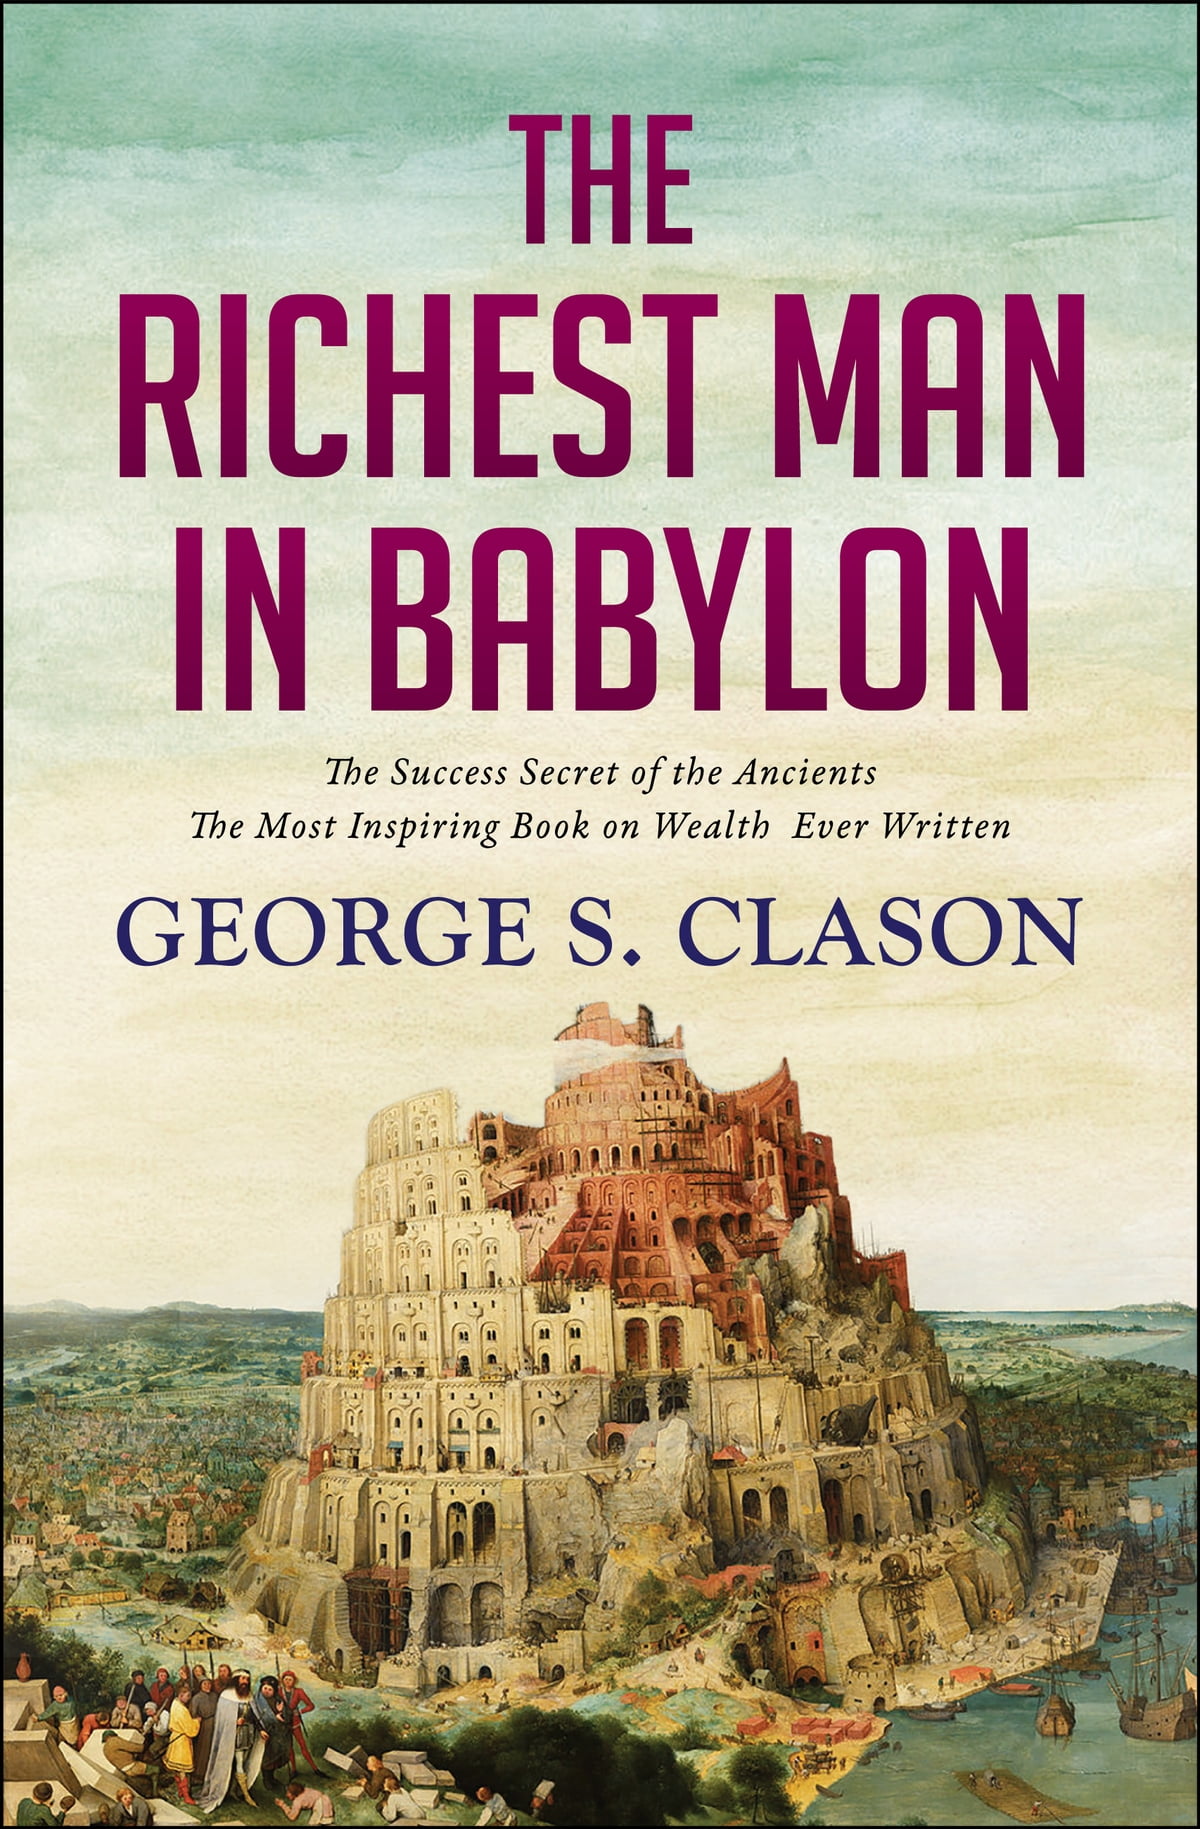 THE
RICHEST MAN
IN BABYLON
The Success Secret of the Ancients
The Most Inspiring Book on Wealth Ever Written
GEORGE S. CLASON